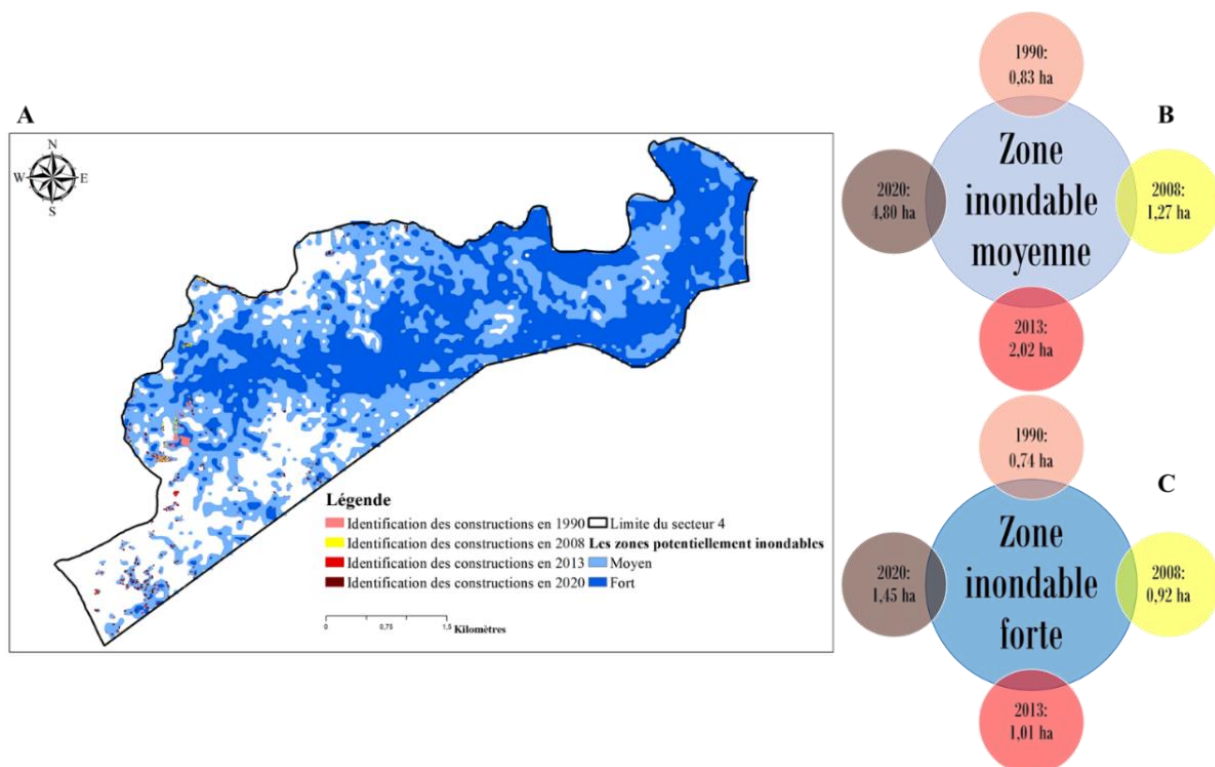 A
N
W
E
S
Légende
Identification des constructions en 1990
Identification des constructions en 2008
Identification des constructions en 2013
Identification des constructions en 2020
Limite du secteur 4
Les zones potentiellement inondables
Moyen
Fort
0
0,75
1,5
Kilomètres
B
1990:
0,83 ha
Zone
inondable
moyenne
2020:
4,80 ha
2008:
1,27 ha
2013:
2,02 ha
C
1990:
0,74 ha
Zone
inondable
forte
2020:
1,45 ha
2008:
0,92 ha
2013:
1,01 ha